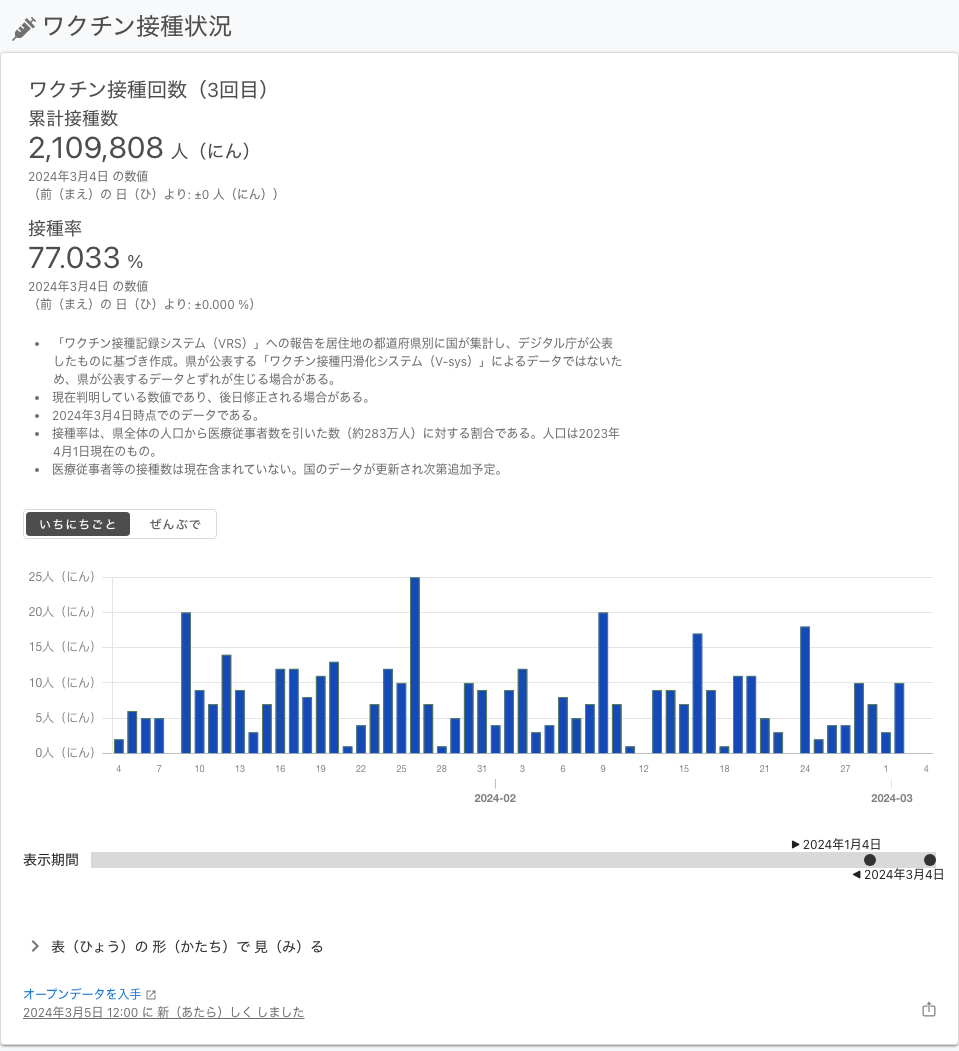 ワクチン接種状況
ワクチン接種回数（3回目）
累計接種数
2,109,808 人（にん）
2024年3月4日 の数値
（前（まえ）の 日（ひ）より: ±0 人（にん））
接種率
77.033 %
2024年3月4日 の数値
（前（まえ）の 日（ひ）より: ±0.000 %）
• 「ワクチン接種記録システム（VRS）」への報告を居住地の都道府県別に国が集計し、デジタル庁が公表
したものに基づき作成。県が公表する「ワクチン接種円滑化システム（V-sys）」によるデータではないた
め、県が公表するデータとずれが生じる場合がある。
• 現在判明している数値であり、後日修正される場合がある。
• 2024年3月4日時点でのデータである。
• 接種率は、県全体の人口から医療従事者数を引いた数（約283万人）に対する割合である。人口は2023年
4月1日現在のもの。
• 医療従事者等の接種数は現在含まれていない。国のデータが更新され次第追加予定。
いちにちごと ぜんぶで
25人（にん）
20人（にん）
15人（にん）
10人（にん）
5人（にん）
0人（にん）
4 7 10 13 16 19 22 25 28 31 3 6 9 12 15 18 21 24 27 1 4
2024-02 2024-03
▶ 2024年1月4日
表示期間
◀ 2024年3月4日
表（ひょう）の 形（かたち）で 見（み）る
オープンデータを入手
2024年3月5日 12:00 に 新（あたら）しく しました